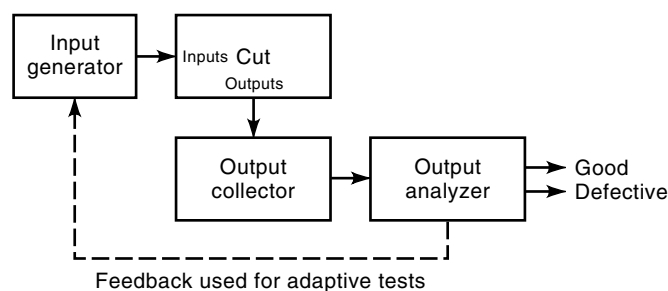 Input
generator
Inputs
Cut
Outputs
Output
collector
Output
analyzer
Good
Defective
Feedback used for adaptive tests